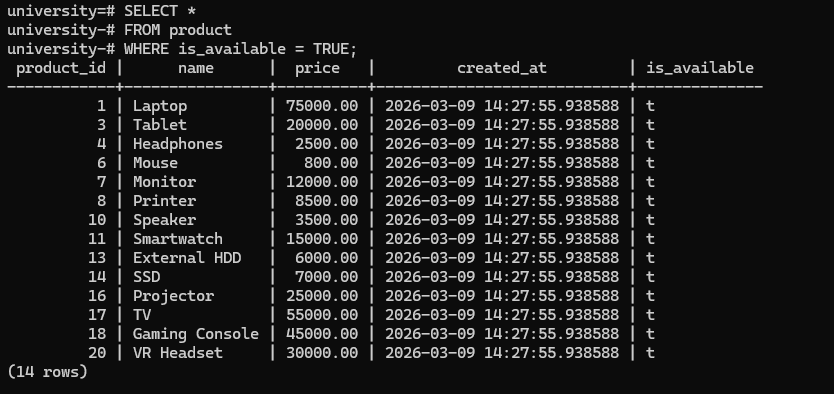 university=# SELECT *
university-# FROM product
university-# WHERE is_available = TRUE;
 product_id |      name      |  price   |         created_at         | is_available
------------+----------------+----------+----------------------------+--------------
          1 | Laptop         | 75000.00 | 2026-03-09 14:27:55.938588 | t
          3 | Tablet         | 20000.00 | 2026-03-09 14:27:55.938588 | t
          4 | Headphones     |  2500.00 | 2026-03-09 14:27:55.938588 | t
          6 | Mouse          |   800.00 | 2026-03-09 14:27:55.938588 | t
          7 | Monitor        | 12000.00 | 2026-03-09 14:27:55.938588 | t
          8 | Printer        |  8500.00 | 2026-03-09 14:27:55.938588 | t
         10 | Speaker        |  3500.00 | 2026-03-09 14:27:55.938588 | t
         11 | Smartwatch     | 15000.00 | 2026-03-09 14:27:55.938588 | t
         13 | External HDD   |  6000.00 | 2026-03-09 14:27:55.938588 | t
         14 | SSD            |  7000.00 | 2026-03-09 14:27:55.938588 | t
         16 | Projector      | 25000.00 | 2026-03-09 14:27:55.938588 | t
         17 | TV             | 55000.00 | 2026-03-09 14:27:55.938588 | t
         18 | Gaming Console | 45000.00 | 2026-03-09 14:27:55.938588 | t
         20 | VR Headset     | 30000.00 | 2026-03-09 14:27:55.938588 | t
(14 rows)